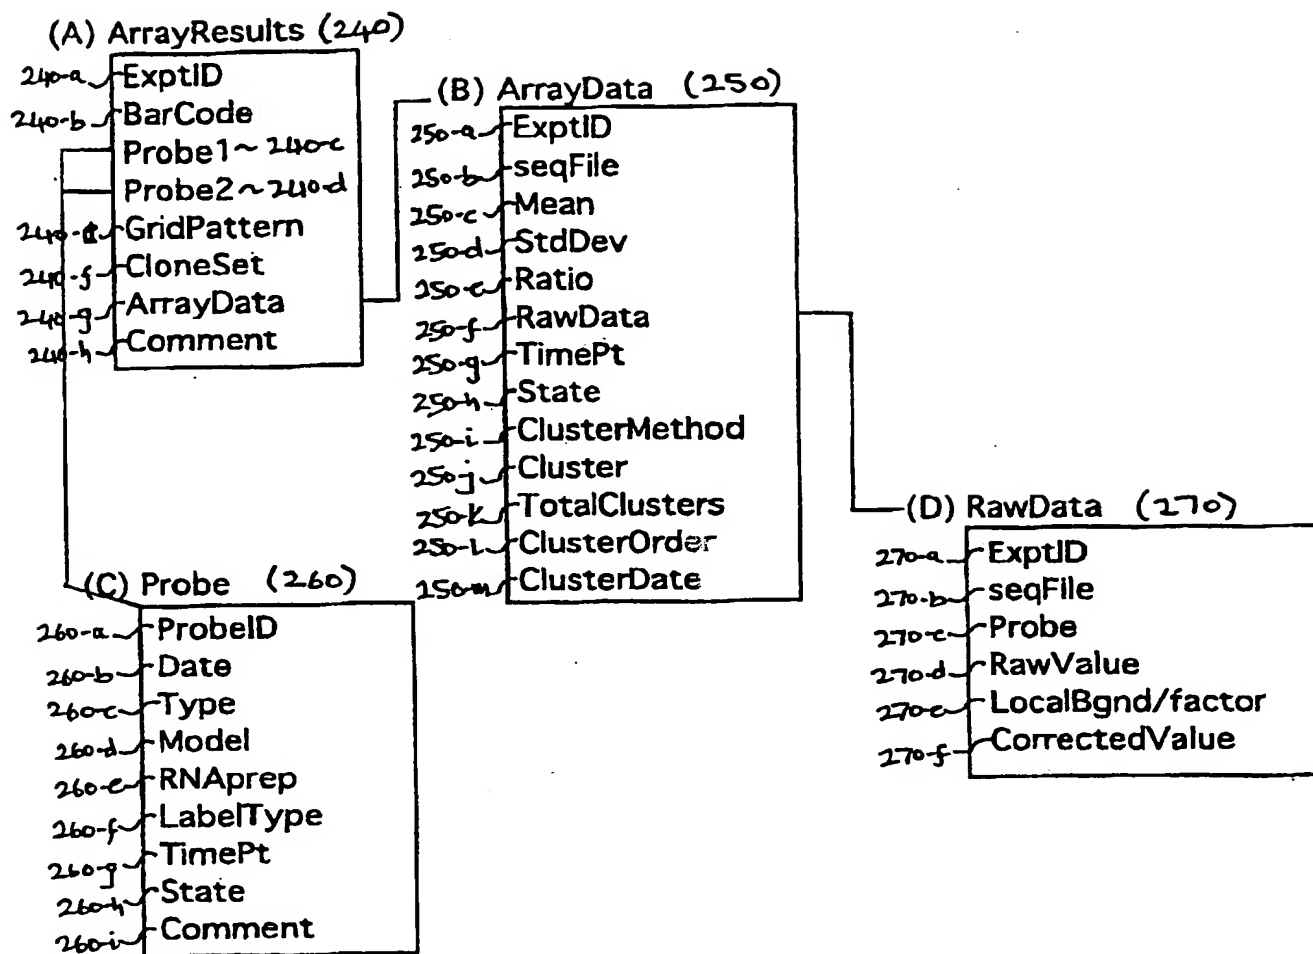 (A) ArrayResults (240)
240-a ExptID
240-b BarCode
Probe1~240-c
Probe2~240-d
GridPattern
240-f CloneSet
240-g ArrayData
240-h Comment
(B) ArrayData (250)
250-a ExptID
250-b seqFile
250-c Mean
250-d StdDev
250-e Ratio
250-f RawData
250-g TimePt
250-h State
250-i ClusterMethod
250-j Cluster
250-k TotalClusters
250-l ClusterOrder
250-m ClusterDate
(C) Probe (260)
260-a ProbeID
260-b Date
260-c Type
260-d Model
260-e RNAprep
260-f LabelType
260-g TimePt
260-h State
260-i Comment
(D) RawData (270)
270-a ExptID
270-b seqFile
270-c Probe
270-d RawValue
270-e LocalBgnd/factor
270-f CorrectedValue